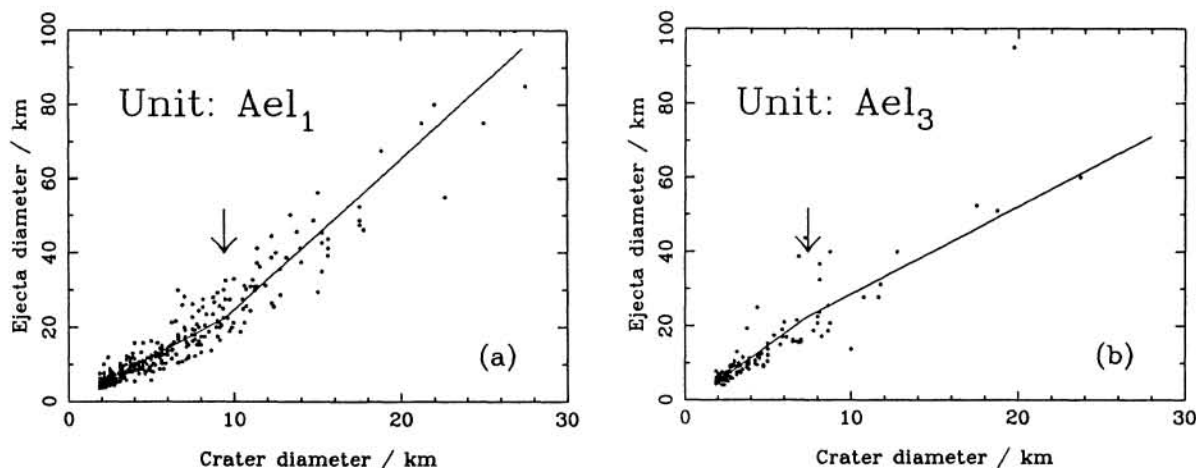 100
80
60
40
20
0
Ejecta diameter / km
Unit: Ael₁
(a)
0 10 20 30
Crater diameter / km
100
80
60
40
20
0
Ejecta diameter / km
Unit: Ael₃
(b)
0 10 20 30
Crater diameter / km